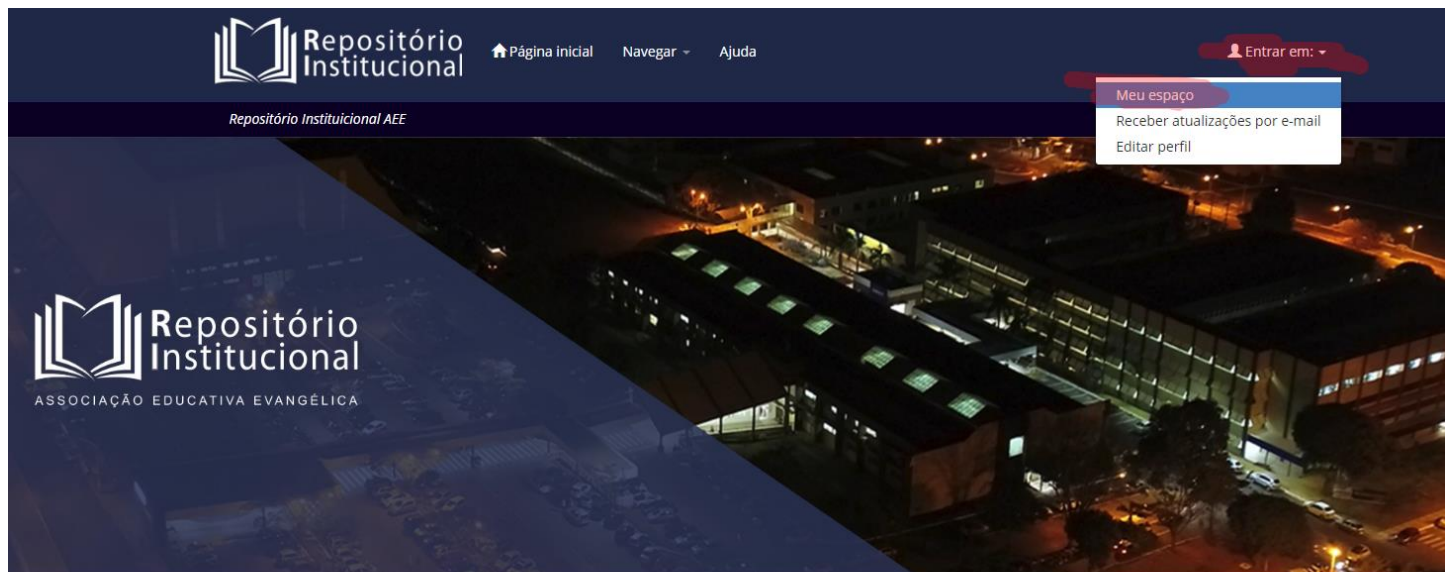 Repositório
Institucional
Página inicial
Navegar
Ajuda
Entrar em:
Meu espaço
Receber atualizações por e-mail
Editar perfil
Repositório Instituicional AEE
Repositório
Institucional
ASSOCIAÇÃO EDUCATIVA EVANGÉLICA